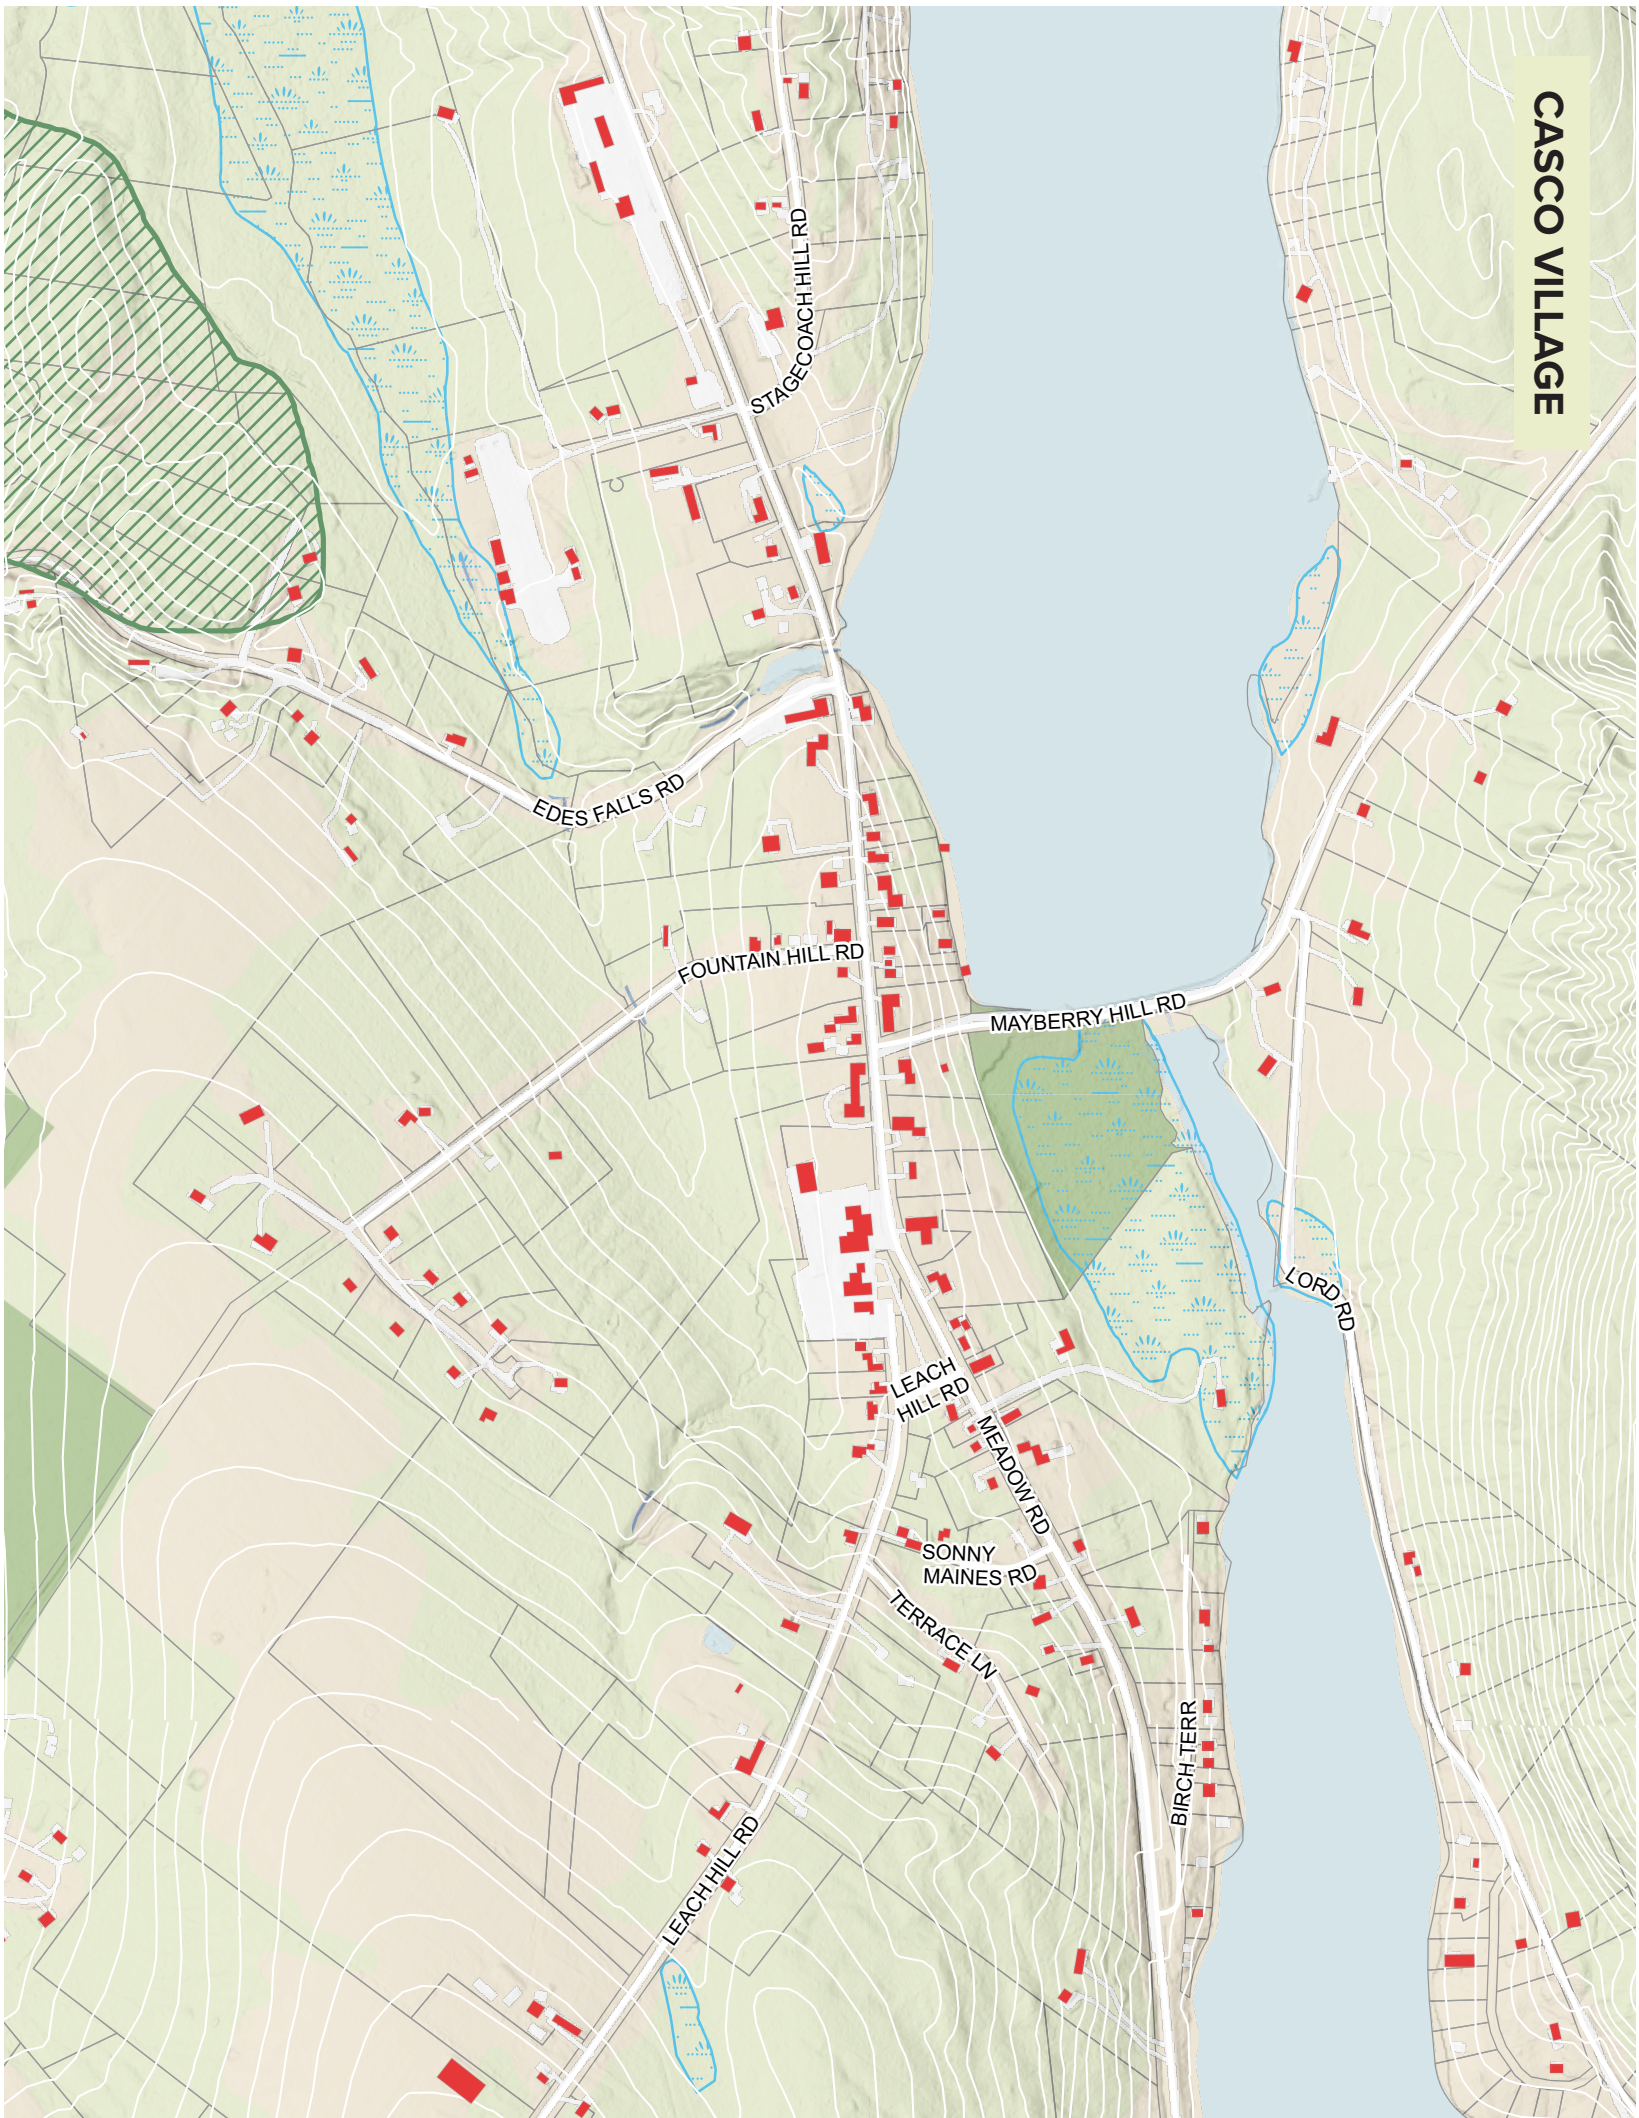 CASCO VILLAGE
STAGECOACH HILL RD
EDES FALLS RD
FOUNTAIN HILL RD
MAYBERRY HILL RD
LORD RD
LEACH
HILL RD
MEADOW RD
SONNY
MAINES RD
TERRACE LN
BIRCH TERR
LEACH HILL RD